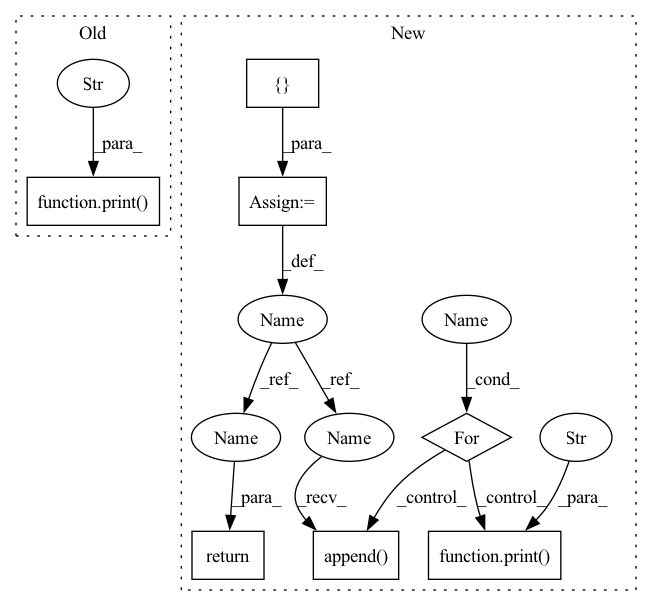 Old
New
Str
{}
_para_
_para_
function.print()
Assign:=
_def_
Name
Name
_ref_
_ref_
_cond_
Name
Name
For
Str
_para_
_recv_
_control_
_control_
_para_
return
append()
function.print()